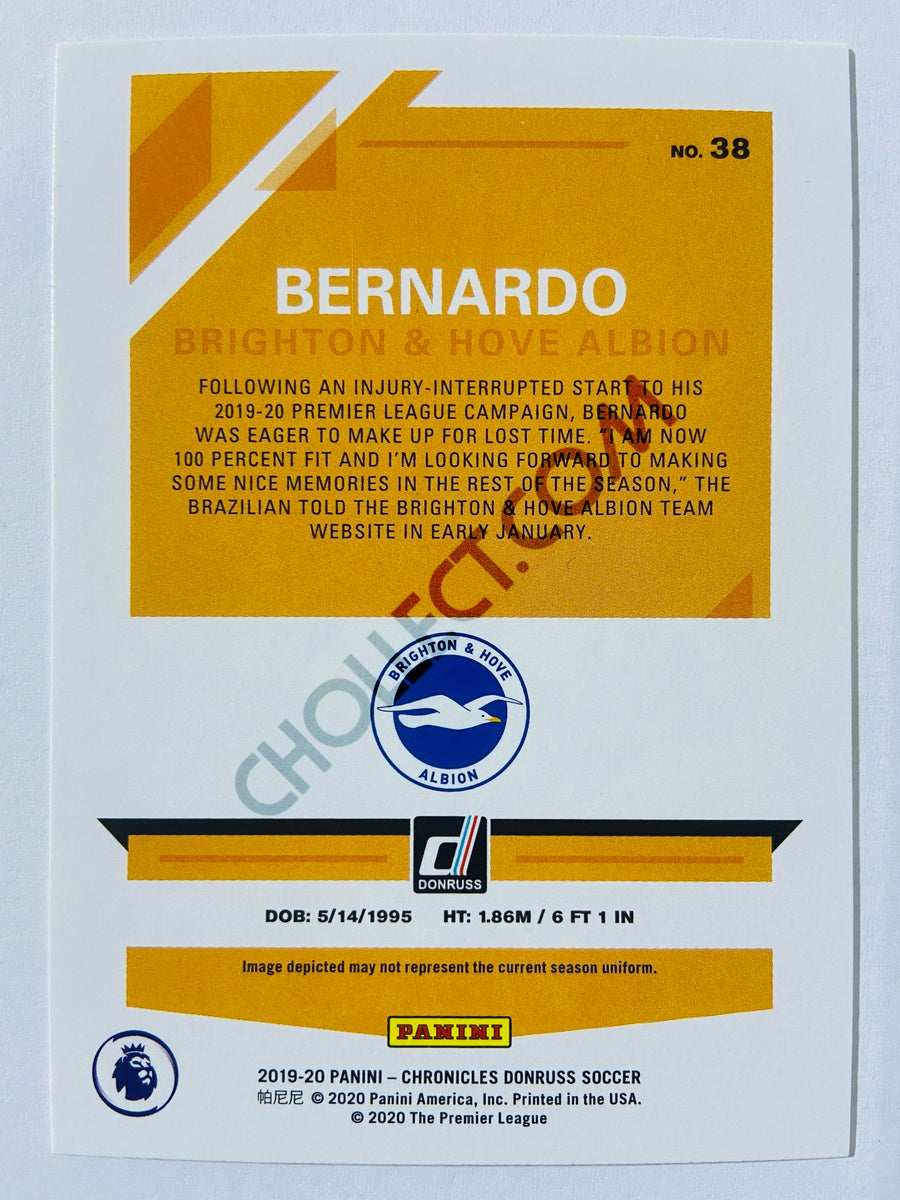 NO. 38
BERNARDO
BRIGHTON & HOVE ALBION
FOLLOWING AN INJURY-INTERRUPTED START TO HIS
2019-20 PREMIER LEAGUE CAMPAIGN, BERNARDO
WAS EAGER TO MAKE UP FOR LOST TIME. “I AM NOW
100 PERCENT FIT AND I’M LOOKING FORWARD TO MAKING
SOME NICE MEMORIES IN THE REST OF THE SEASON,” THE
BRAZILIAN TOLD THE BRIGHTON & HOVE ALBION TEAM
WEBSITE IN EARLY JANUARY.
CHOLLECT.COM
BRIGHTON & HOVE
ALBION
d
DONRUSS
DOB: 5/14/1995 HT: 1.86M / 6 FT 1 IN
Image depicted may not represent the current season uniform.
PANINI
2019-20 PANINI – CHRONICLES DONRUSS SOCCER
帕尼尼 © 2020 Panini America, Inc. Printed in the USA.
© 2020 The Premier League